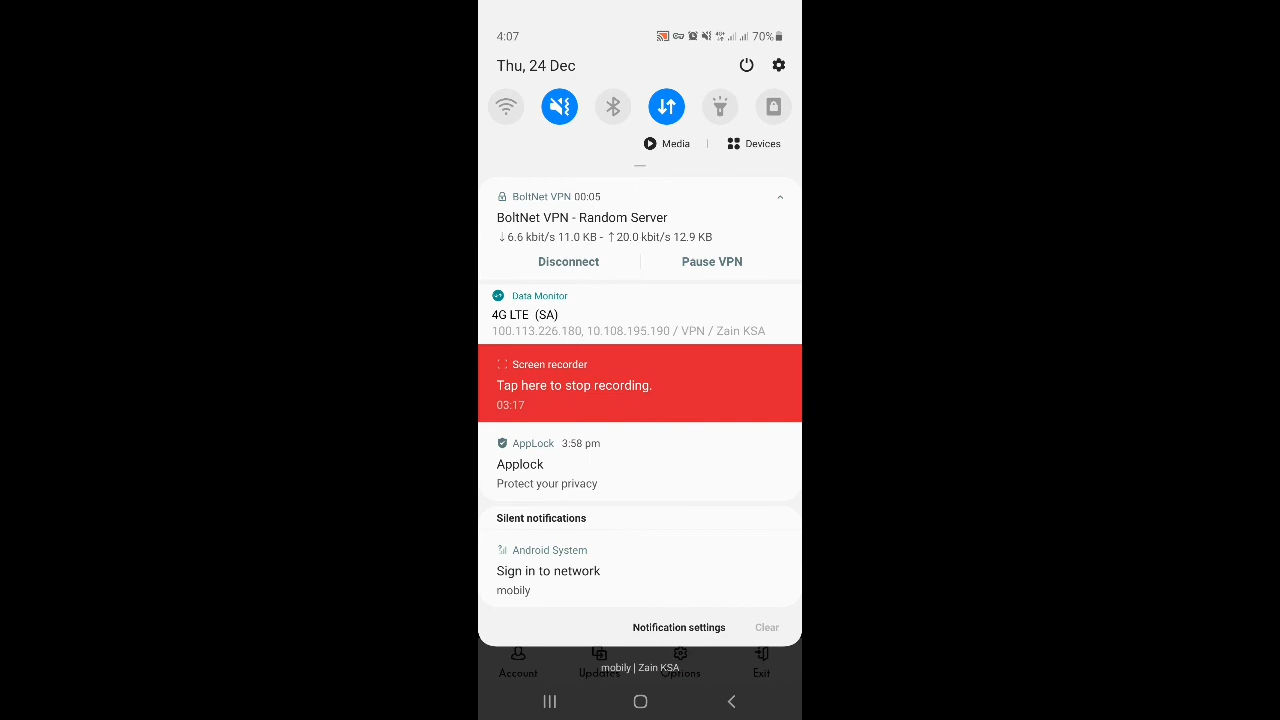 4:07
70%
Thu, 24 Dec
Media | Devices
BoltNet VPN 00:05
BoltNet VPN - Random Server
↓6.6 kbit/s 11.0 KB - ↑20.0 kbit/s 12.9 KB
Disconnect
Pause VPN
Data Monitor
4G LTE (SA)
100.113.226.180, 10.108.195.190 / VPN / Zain KSA
Screen recorder
Tap here to stop recording.
03:17
AppLock 3:58 pm
Applock
Protect your privacy
Silent notifications
Android System
Sign in to network
mobily
Notification settings
Clear
mobily | Zain KSA
Account Updates Options Exit